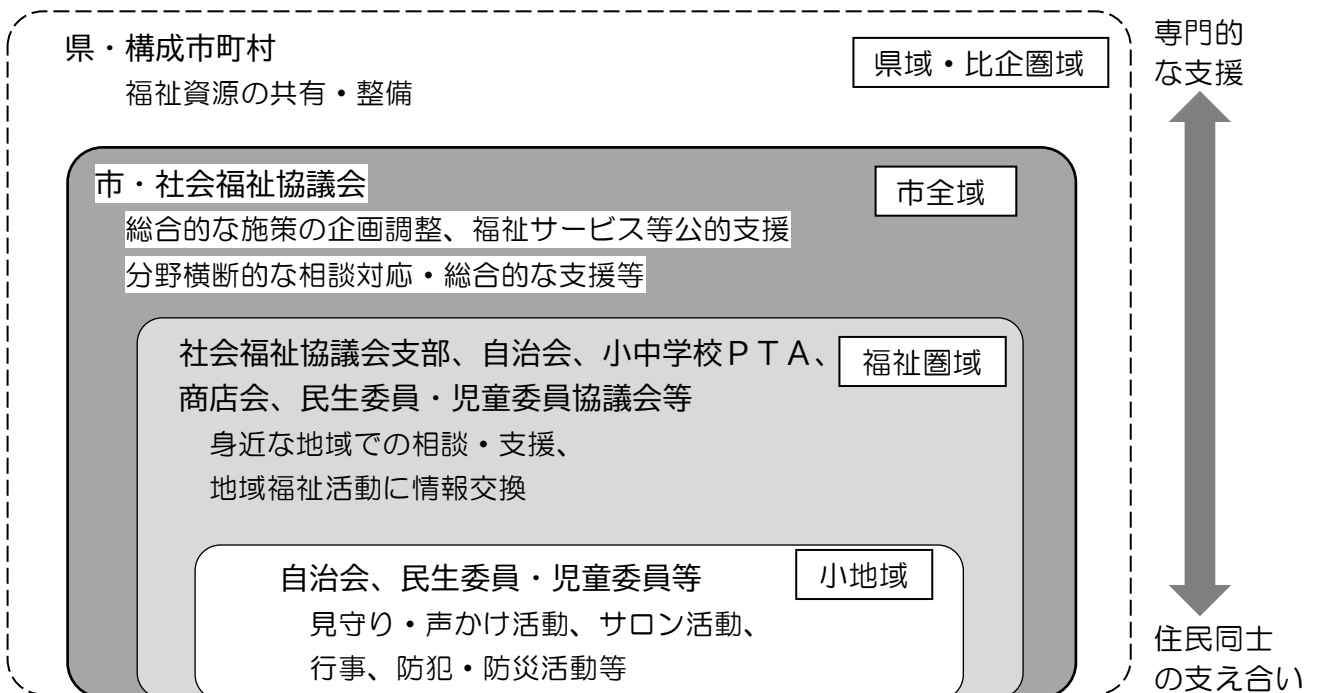 県・構成市町村
県域・比企圏域
福祉資源の共有・整備
市・社会福祉協議会
市全域
総合的な施策の企画調整、福祉サービス等公的支援
分野横断的な相談対応・総合的な支援等
社会福祉協議会支部、自治会、小中学校ＰＴＡ、
福祉圏域
商店会、民生委員・児童委員協議会等
身近な地域での相談・支援、
地域福祉活動に情報交換
自治会、民生委員・児童委員等
小地域
見守り・声かけ活動、サロン活動、
行事、防犯・防災活動等
専門的
な支援
住民同士
の支え合い